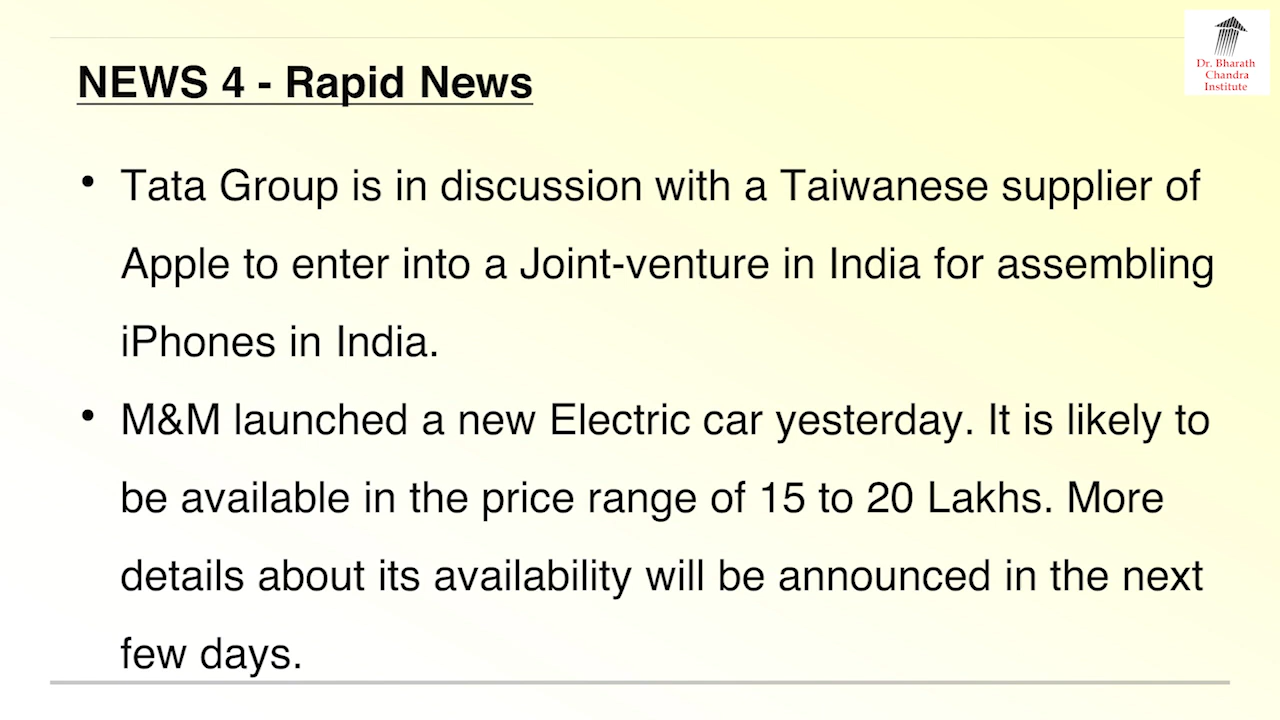 Dr. Bharath
Chandra
Institute
NEWS 4 - Rapid News
• Tata Group is in discussion with a Taiwanese supplier of
Apple to enter into a Joint-venture in India for assembling
iPhones in India.
• M&M launched a new Electric car yesterday. It is likely to
be available in the price range of 15 to 20 Lakhs. More
details about its availability will be announced in the next
few days.